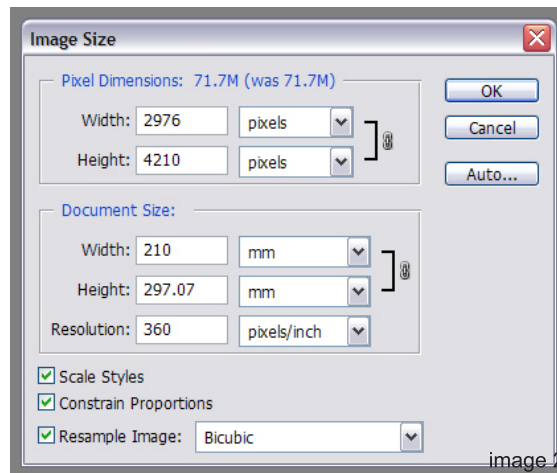 Image Size
Pixel Dimensions: 71.7M (was 71.7M)
OK
Width: 2976 pixels
Cancel
Height: 4210 pixels
Auto...
Document Size:
Width: 210 mm
Height: 297.07 mm
Resolution: 360 pixels/inch
Scale Styles
Constrain Proportions
Resample Image: Bicubic
image